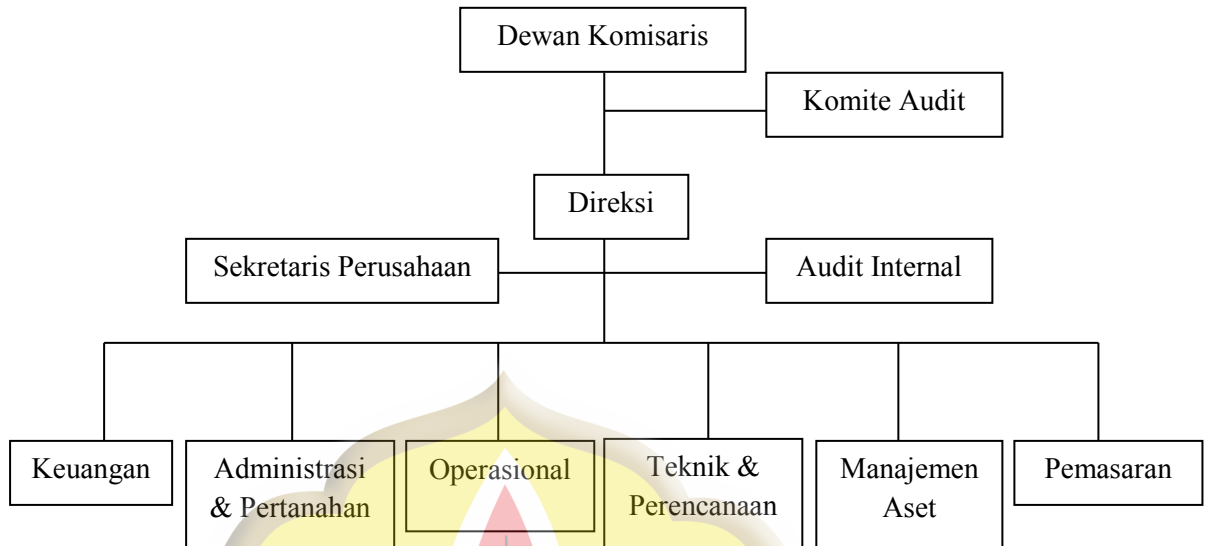 Dewan Komisaris
Komite Audit
Direksi
Sekretaris Perusahaan
Audit Internal
Keuangan
Administrasi
& Pertanahan
Operasional
Teknik &
Perencanaan
Manajemen
Aset
Pemasaran